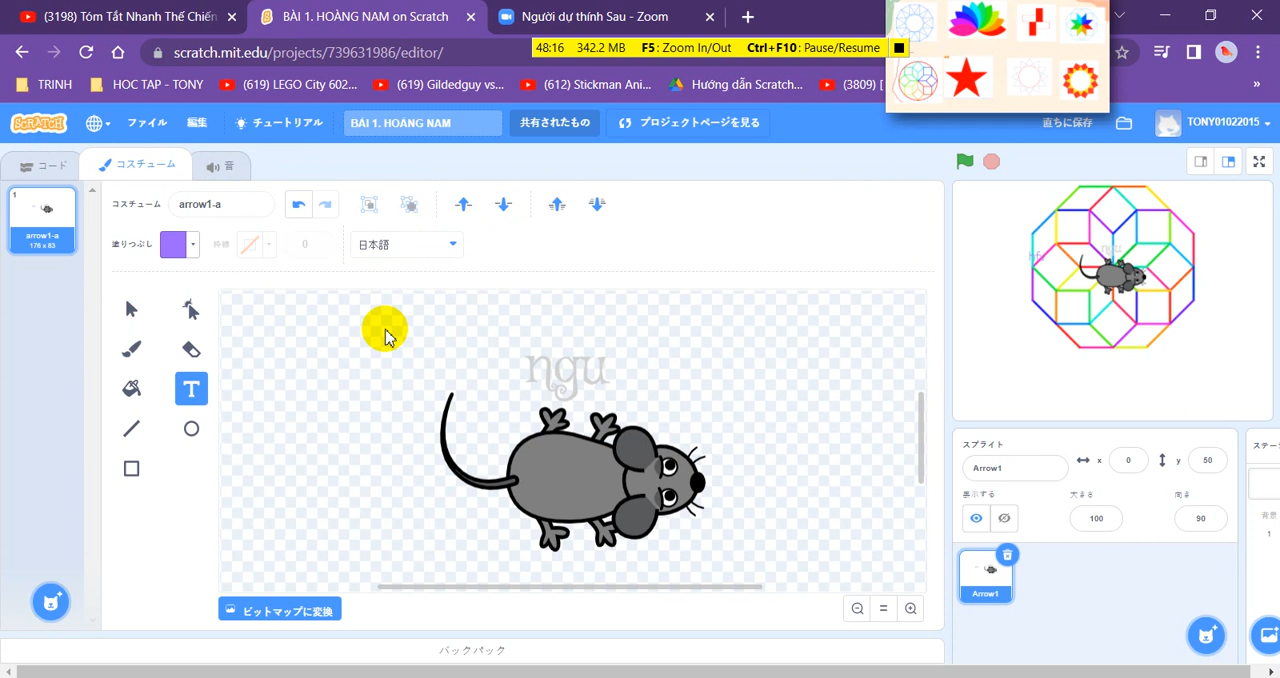 (3198) Tóm Tắt Nhanh Thế Chiến
BÀI 1. HOÀNG NAM on Scratch
Người dự thính Sau - Zoom
scratch.mit.edu/projects/739631986/editor/
48:16 342.2 MB F5: Zoom In/Out Ctrl+F10: Pause/Resume
TRINH
HOC TAP - TONY
(619) LEGO City 602...
(619) Gildedguy vs...
(612) Stickman Ani...
Hướng dẫn Scratch...
(3809) [
SCRATCH
ファイル
編集
チュートリアル
BÀI 1. HOÀNG NAM
共有されたもの
プロジェクトページを見る
直ちに保存
TONY01022015
コード
コスチューム
音
1
arrow1-a
176 x 83
コスチューム
arrow1-a
塗りつぶし
枠線
0
日本語
T
ngu
ngu
ビットマップに変換
バックパック
スプライト
Arrow1
x
0
y
50
表示する
大きさ
100
向き
90
Arrow1
ステー
背景
1